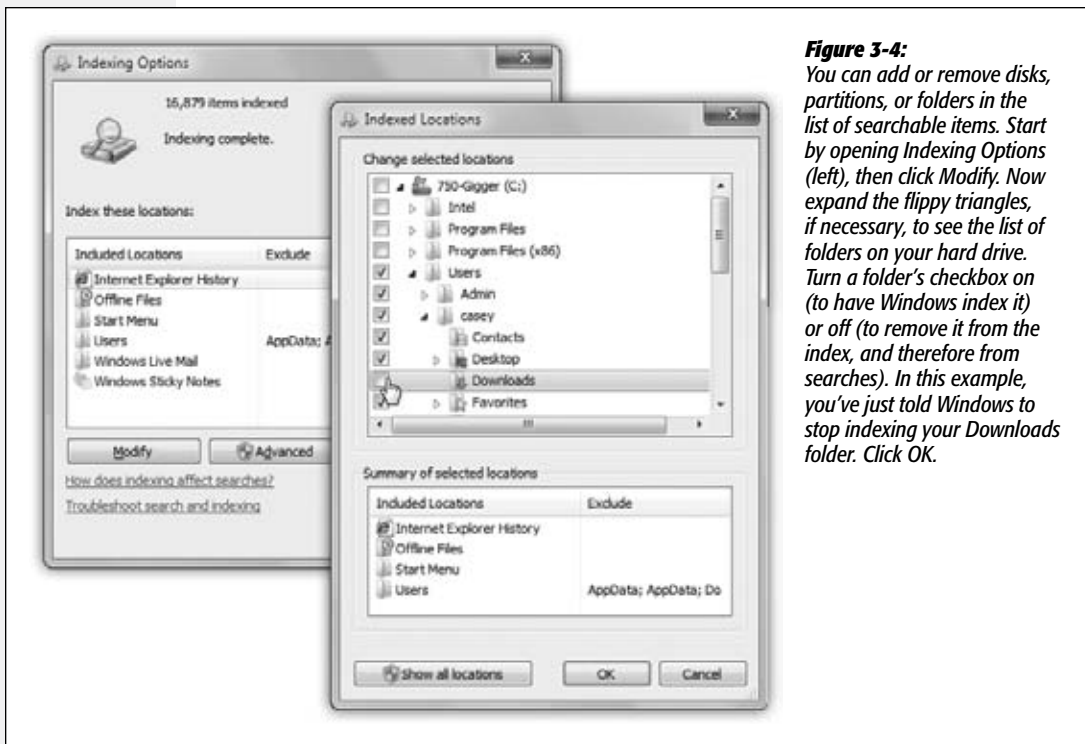 Indexing Options
16,879 items indexed
Indexing complete.
Index these locations:
Included Locations Exclude
Internet Explorer History
Offline Files
Start Menu
Users AppData; A
Windows Live Mail
Windows Sticky Notes
Modify Advanced
How does indexing affect searches?
Troubleshoot search and indexing
Indexed Locations
Change selected locations
750-Gigger (C:)
Intel
Program Files
Program Files (x86)
Users
Admin
casey
Contacts
Desktop
Downloads
Favorites
Summary of selected locations
Included Locations Exclude
Internet Explorer History
Offline Files
Start Menu
Users AppData; AppData; Do
Show all locations OK Cancel
Figure 3-4:
You can add or remove disks,
partitions, or folders in the
list of searchable items. Start
by opening Indexing Options
(left), then click Modify. Now
expand the flippy triangles,
if necessary, to see the list of
folders on your hard drive.
Turn a folder's checkbox on
(to have Windows index it)
or off (to remove it from the
index, and therefore from
searches). In this example,
you've just told Windows to
stop indexing your Downloads
folder. Click OK.